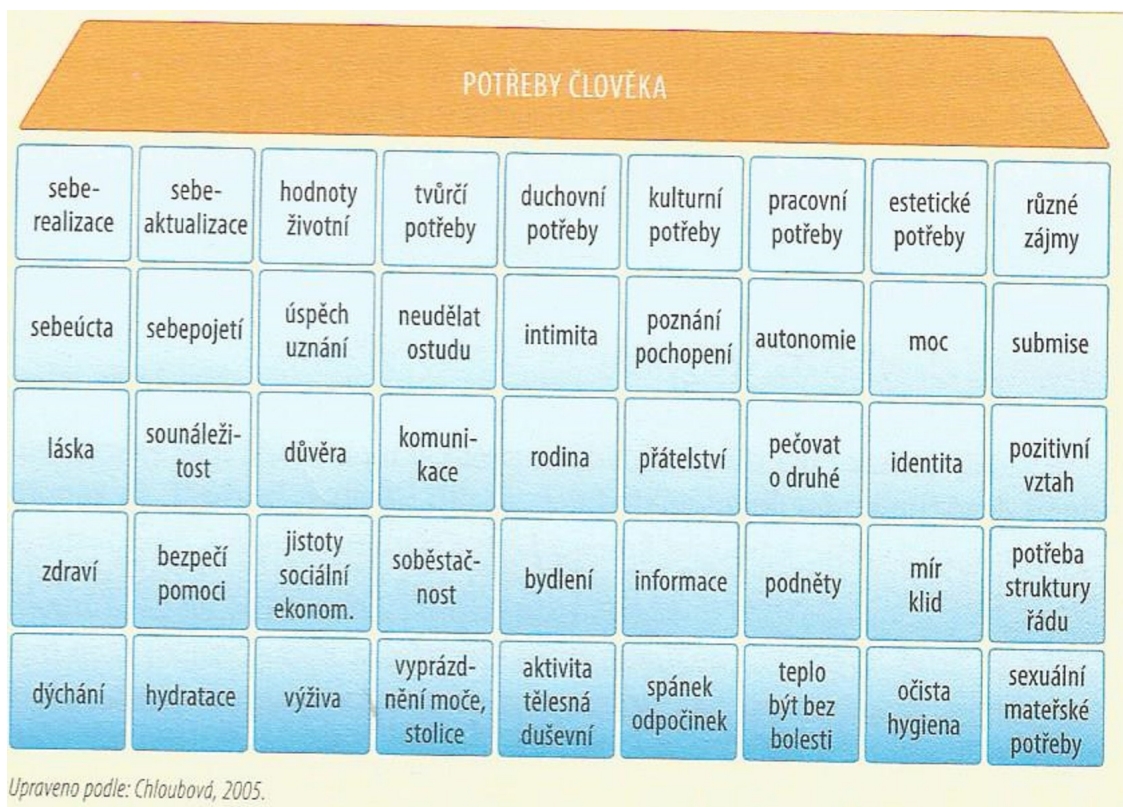 POTŘEBY ČLOVĚKA
sebe-
realizace
sebe-
aktualizace
hodnoty
životní
tvůrčí
potřeby
duchovní
potřeby
kulturní
potřeby
pracovní
potřeby
estetické
potřeby
různé
zájmy
sebeúcta
sebepojetí
úspěch
uznání
neudělat
ostudu
intimita
poznání
pochopení
autonomie
moc
submise
láska
sounáleži-
tost
důvěra
komuni-
kace
rodina
přátelství
pečovat
o druhé
identita
pozitivní
vztah
zdraví
bezpečí
pomoci
jistoty
sociální
ekonom.
soběstač-
nost
bydlení
informace
podněty
mír
klid
potřeba
struktury
řádu
dýchání
hydratace
výživa
vyprázd-
nění moče,
stolice
aktivita
tělesná
duševní
spánek
odpočinek
teplo
být bez
bolesti
očista
hygiena
sexuální
mateřské
potřeby
Upraveno podle: Chloubová, 2005.